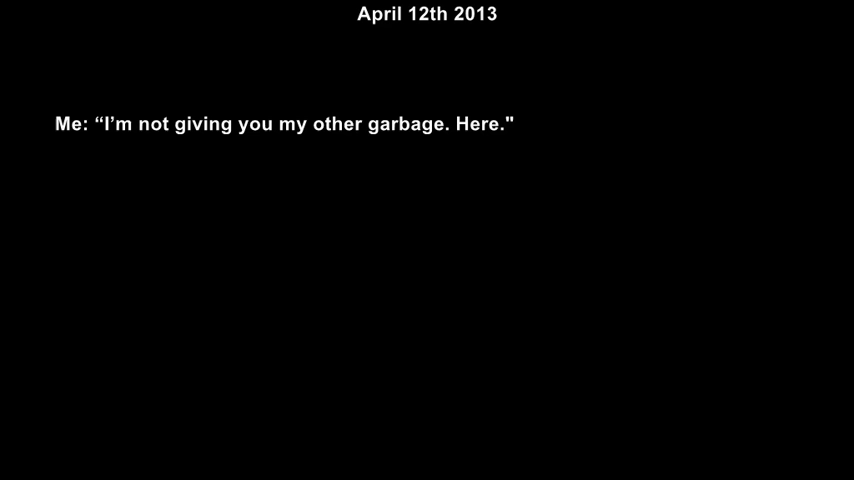 April 12th 2013
Me: “I’m not giving you my other garbage. Here."